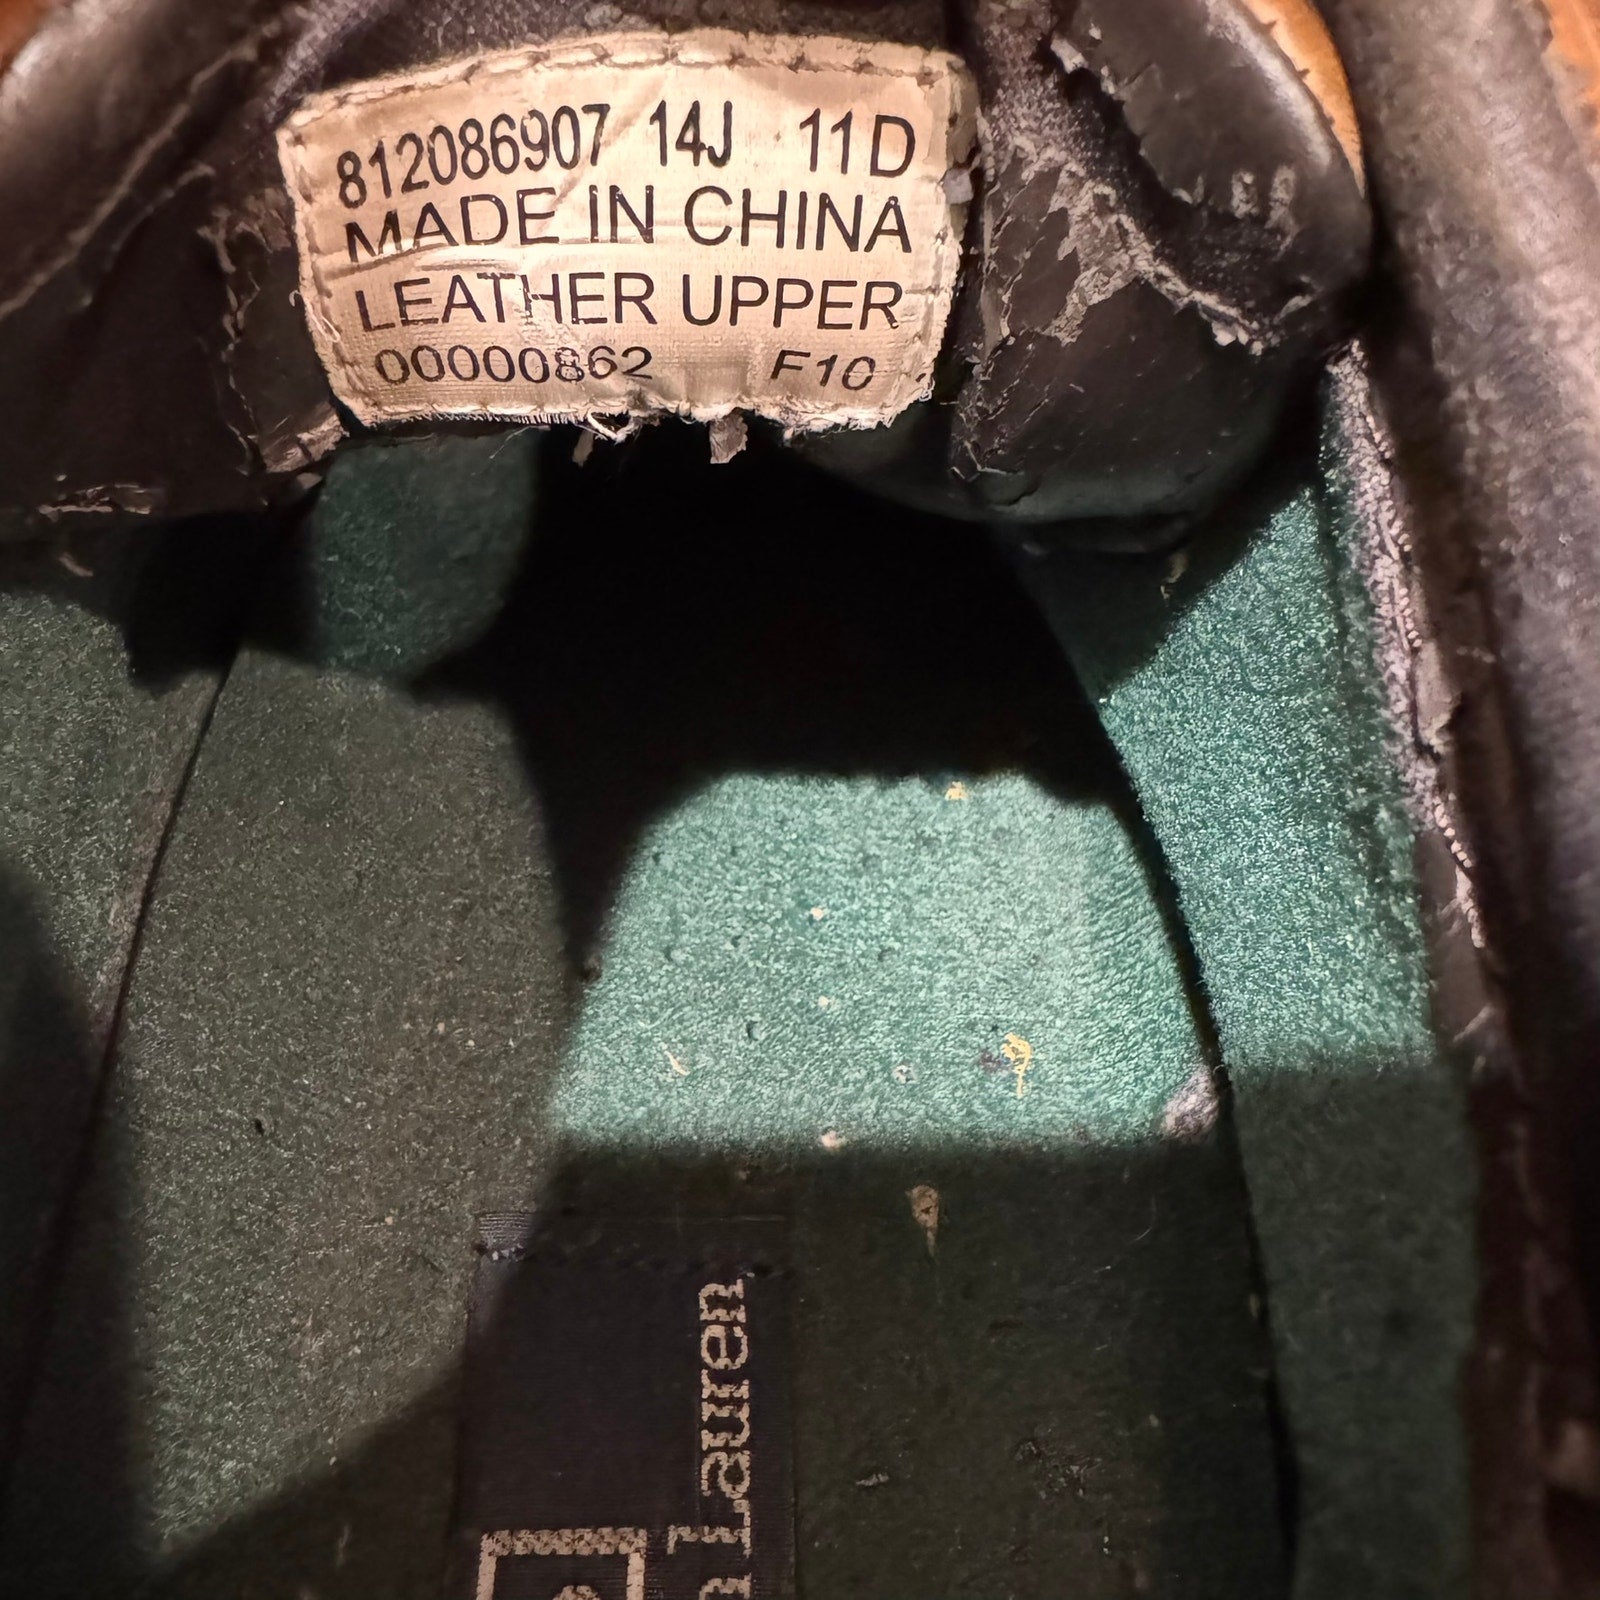 812086907 14J 11D
MADE IN CHINA
LEATHER UPPER
00000862 F10
Lauren